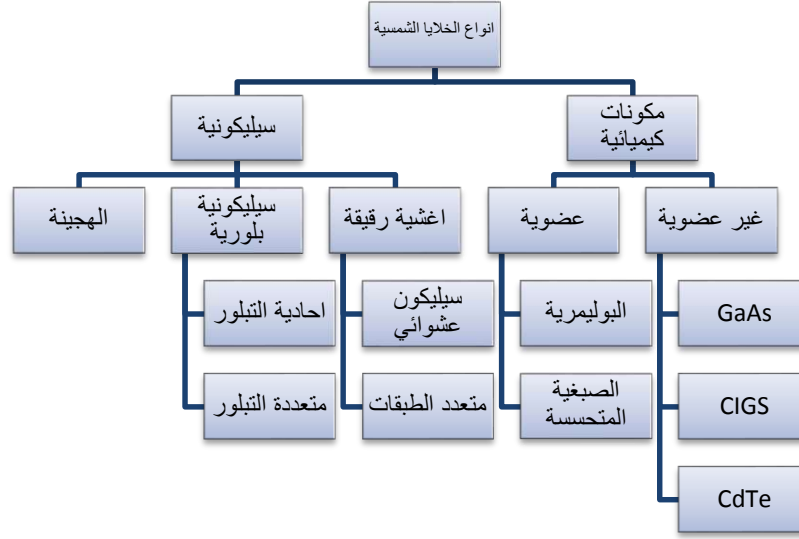 انواع الخلايا الشمسية
مكونات
كيميائية
سيليكونية
غير عضوية
عضوية
اغشية رقيقة
سيليكونية
بلورية
الهجينة
GaAs
البوليمرية
سيليكون
عشوائي
احادية التبلور
CIGS
الصبغية
المتحسسة
متعدد الطبقات
متعددة التبلور
CdTe